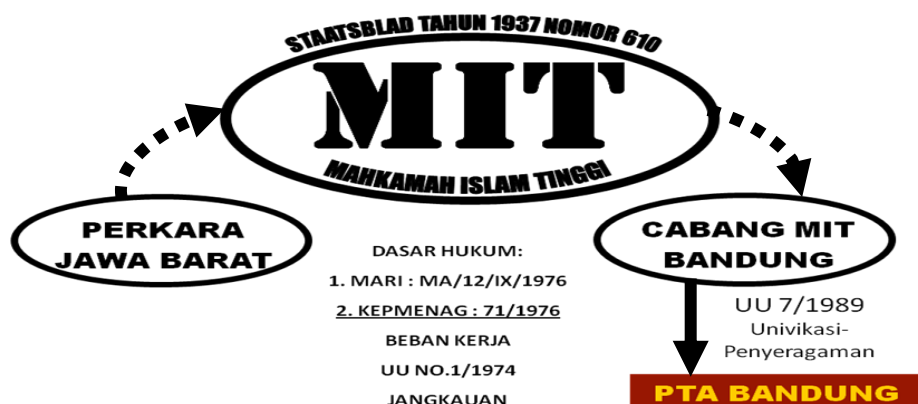 STAATSBLAD TAHUN 1937 NOMOR 610
MIT
MAHKAMAH ISLAM TINGGI
PERKARA
JAWA BARAT
DASAR HUKUM:
1. MARI : MA/12/IX/1976
2. KEPMENAG : 71/1976
BEBAN KERJA
UU NO.1/1974
JANGKAUAN
CABANG MIT
BANDUNG
UU 7/1989
Univikasi-
Penyeragaman
PTA BANDUNG